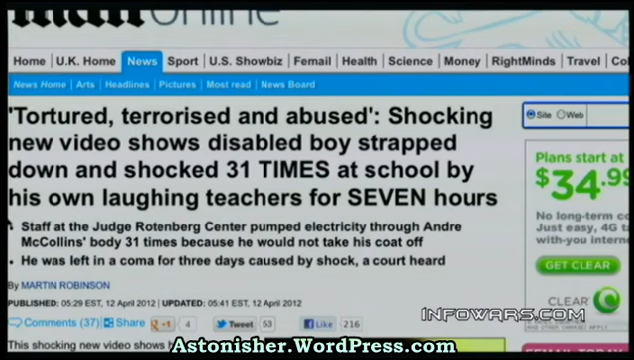 Online
Home U.K. Home News Sport U.S. Showbiz Femail Health Science Money RightMinds Travel
News Home Arts Headlines Pictures Most read News Board
'Tortured, terrorised and abused': Shocking
new video shows disabled boy strapped
down and shocked 31 TIMES at school by
his own laughing teachers for SEVEN hours
• Staff at the Judge Rotenberg Center pumped electricity through Andre
McCollins' body 31 times because he would not take his coat off
• He was left in a coma for three days caused by shock, a court heard
By MARTIN ROBINSON
PUBLISHED: 05:29 EST, 12 April 2012 | UPDATED: 05:41 EST, 12 April 2012
Comments (37) Share +1 4 Tweet 53 Like 216
This shocking new video shows
Site Web
Plans start at
$34.99
No long-term
Just easy, 4G
with-you
GET CLEAR
CLEAR
INFOWARS.COM
EMAIL TODAY
Astonisher.WordPress.com